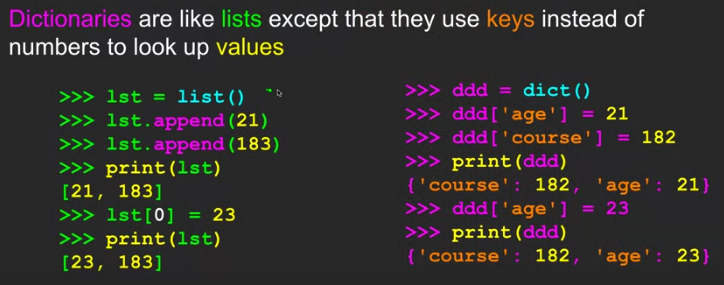 Dictionaries are like lists except that they use keys instead of
numbers to look up values
>>> lst = list()
>>> lst.append(21)
>>> lst.append(183)
>>> print(lst)
[21, 183]
>>> lst[0] = 23
>>> print(lst)
[23, 183]
>>> ddd = dict()
>>> ddd['age'] = 21
>>> ddd['course'] = 182
>>> print(ddd)
{'course': 182, 'age': 21}
>>> ddd['age'] = 23
>>> print(ddd)
{'course': 182, 'age': 23}